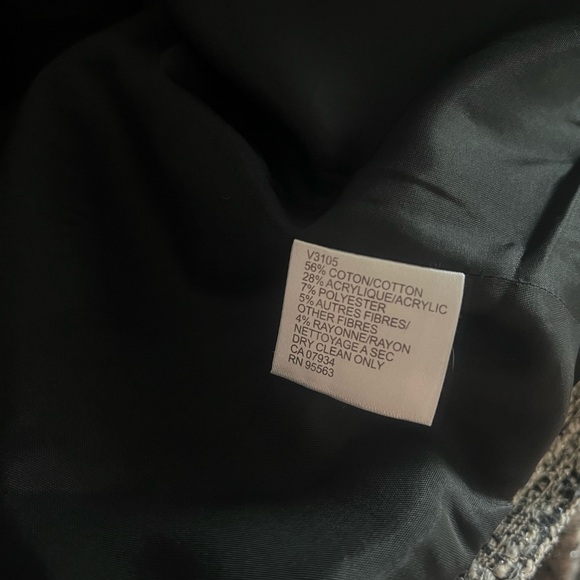 V3105
56% COTON/COTTON
28% ACRYLIQUE/ACRYLIC
7% POLYESTER
5% AUTRES FIBRES/
OTHER FIBRES
4% RAYONNE/RAYON
NETTOYAGE A SEC
DRY CLEAN ONLY
CA 07934
RN 95563